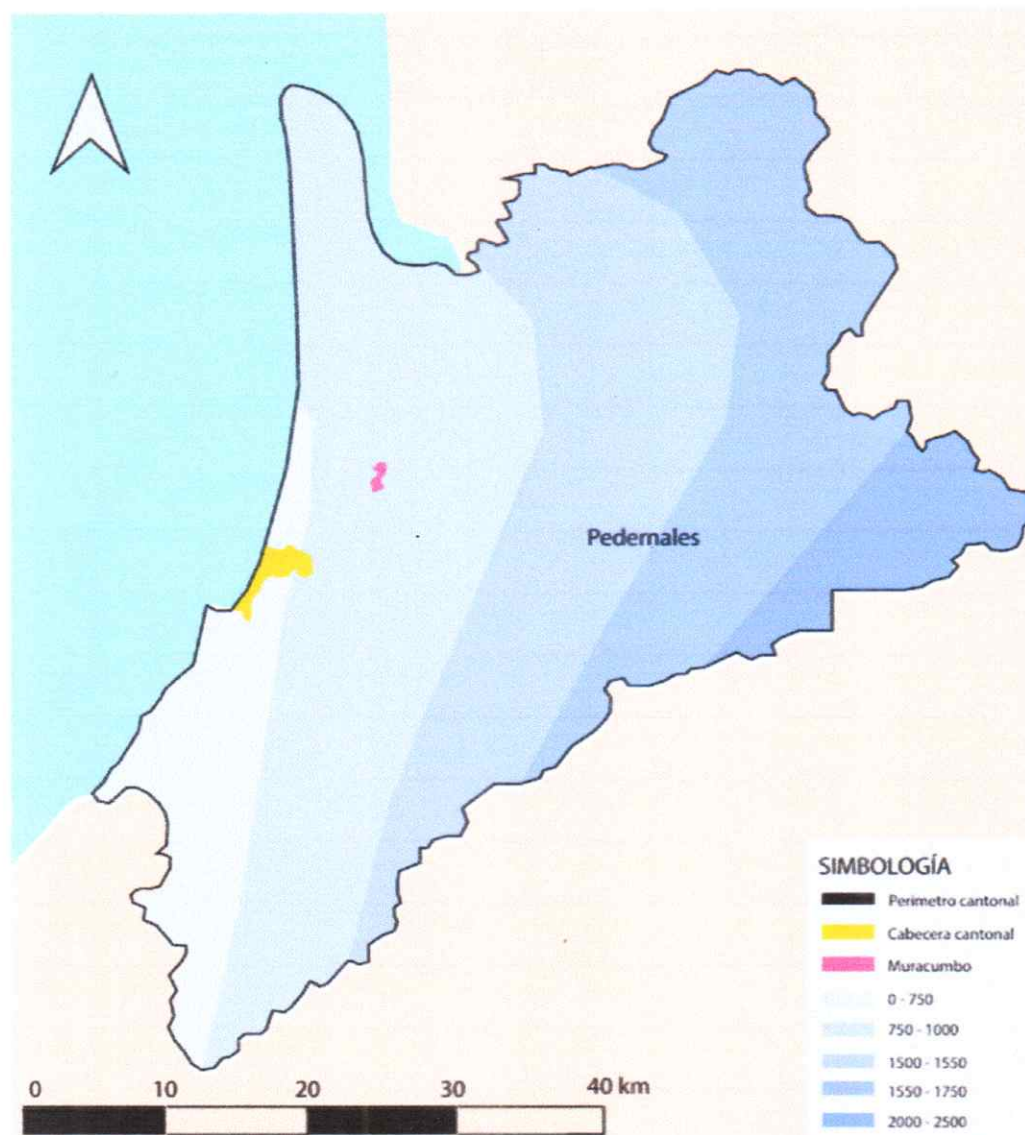 Pedernales
SIMBOLOGÍA
Perimetro cantonal
Cabecera cantonal
Muracumbo
0 - 750
750 - 1000
1500 - 1550
1550 - 1750
2000 - 2500
0 10 20 30 40 km